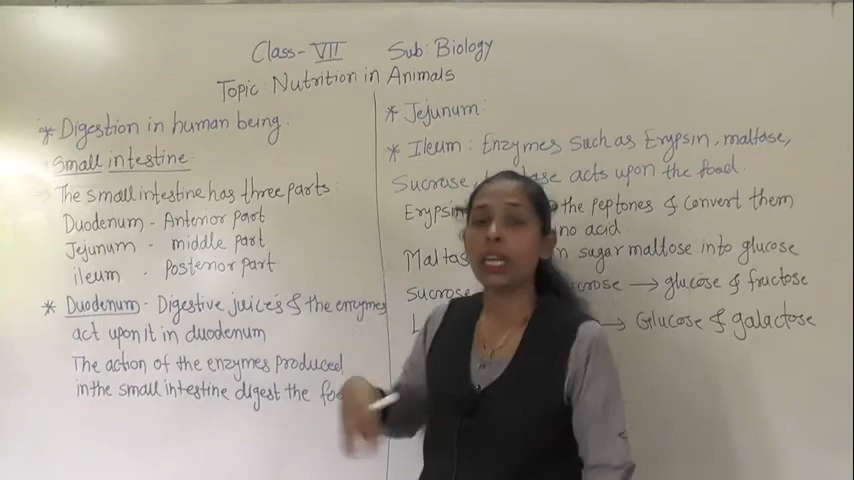 Class-VII Sub: Biology
Topic: Nutrition in Animals
* Digestion in human being.
Small intestine:
The small intestine has three parts:
Duodenum - Anterior part
Jejunum - middle part
ileum - Posterior part
* Duodenum - Digestive juices & the enzymes
act upon it in duodenum
The action of the enzymes produced
in the small intestine digest the
* Jejunum:
* Ileum: Enzymes such as Erypsin, maltase,
Sucrose, acts upon the food.
Erypsin the peptones & convert them
acid
sugar maltose into glucose
Sucrose → glucose & fructose
→ Glucose & galactose